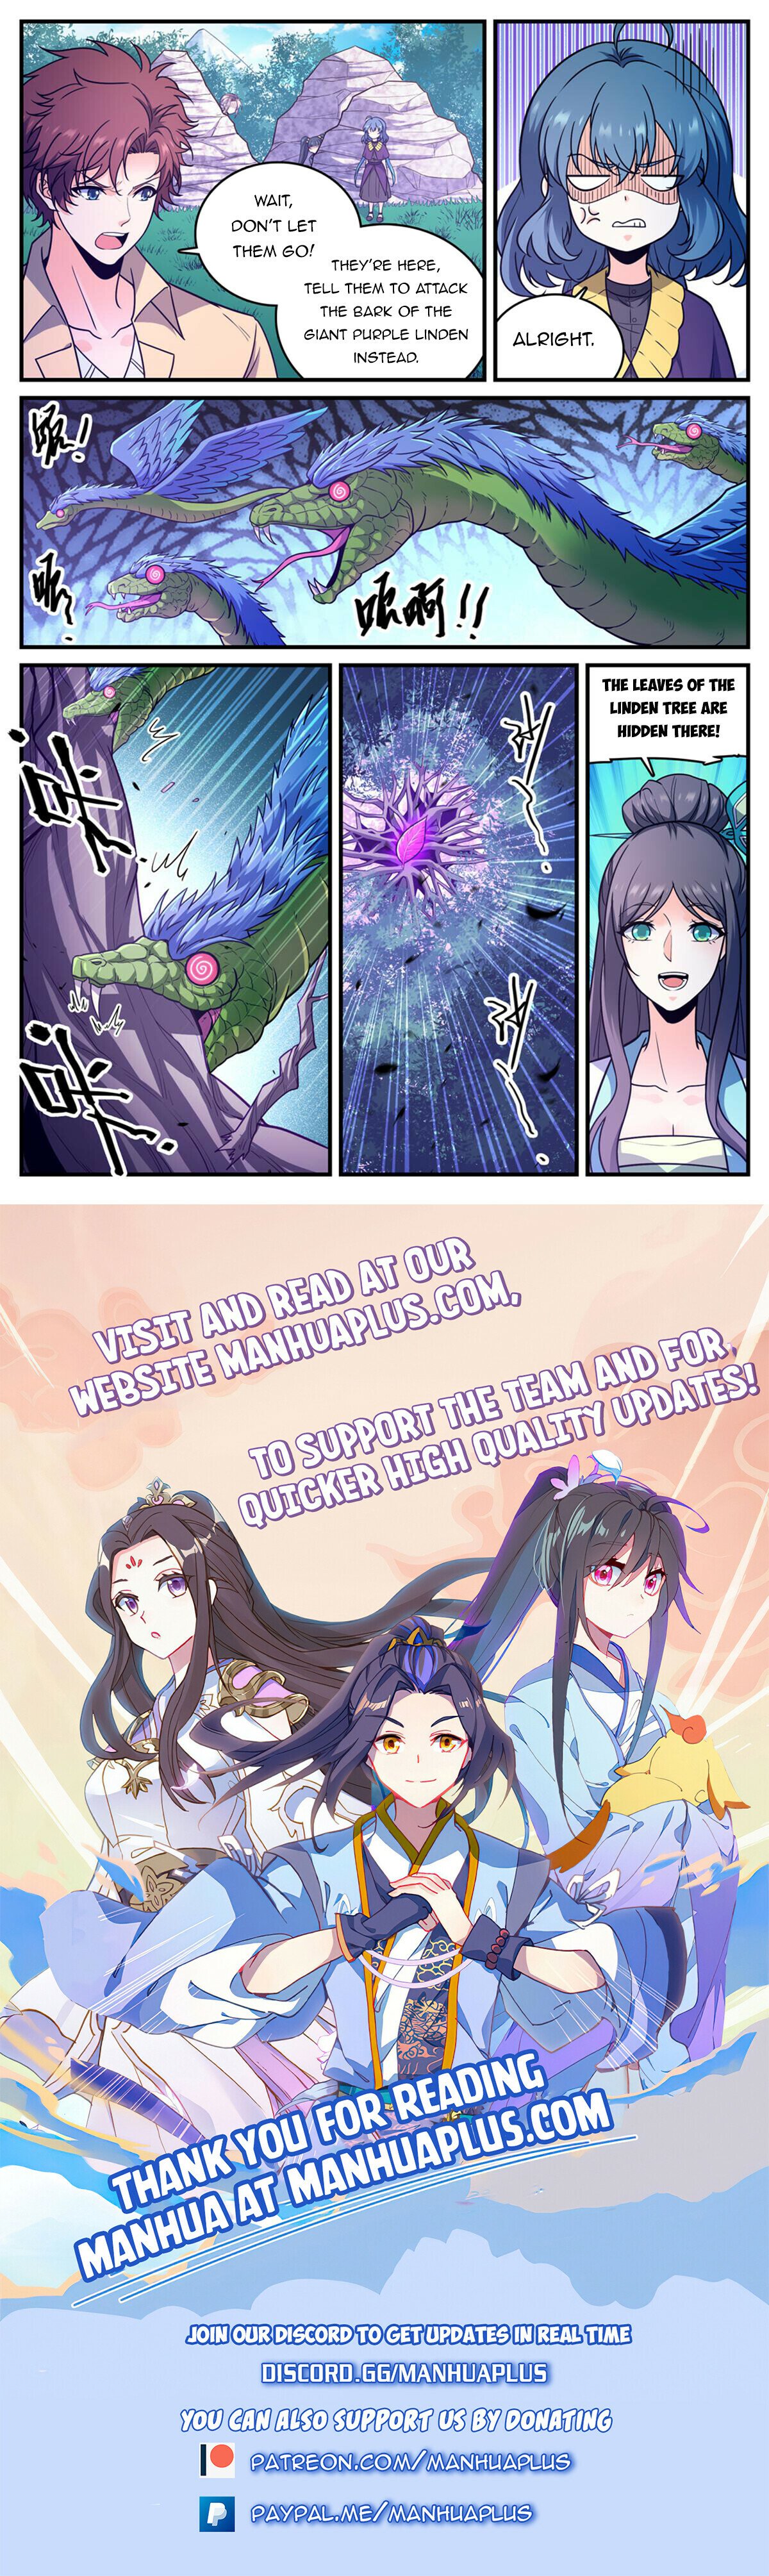 WAIT,
DON'T LET
THEM GO!
THEY'RE HERE,
TELL THEM TO ATTACK
THE BARK OF THE
GIANT PURPLE LINDEN
INSTEAD.
ALRIGHT.
THE LEAVES OF THE
LINDEN TREE ARE
HIDDEN THERE!
VISIT AND READ AT OUR
WEBSITE MANHUAPLUS.COM,
TO SUPPORT THE TEAM AND FOR
QUICKER HIGH QUALITY UPDATES!
THANK YOU FOR READING
MANHUA AT MANHUAPLUS.COM
JOIN OUR DISCORD TO GET UPDATES IN REAL TIME
DISCORD.GG/MANHUAPLUS
YOU CAN ALSO SUPPORT US BY DONATING
PATREON.COM/MANHUAPLUS
PAYPAL.ME/MANHUAPLUS